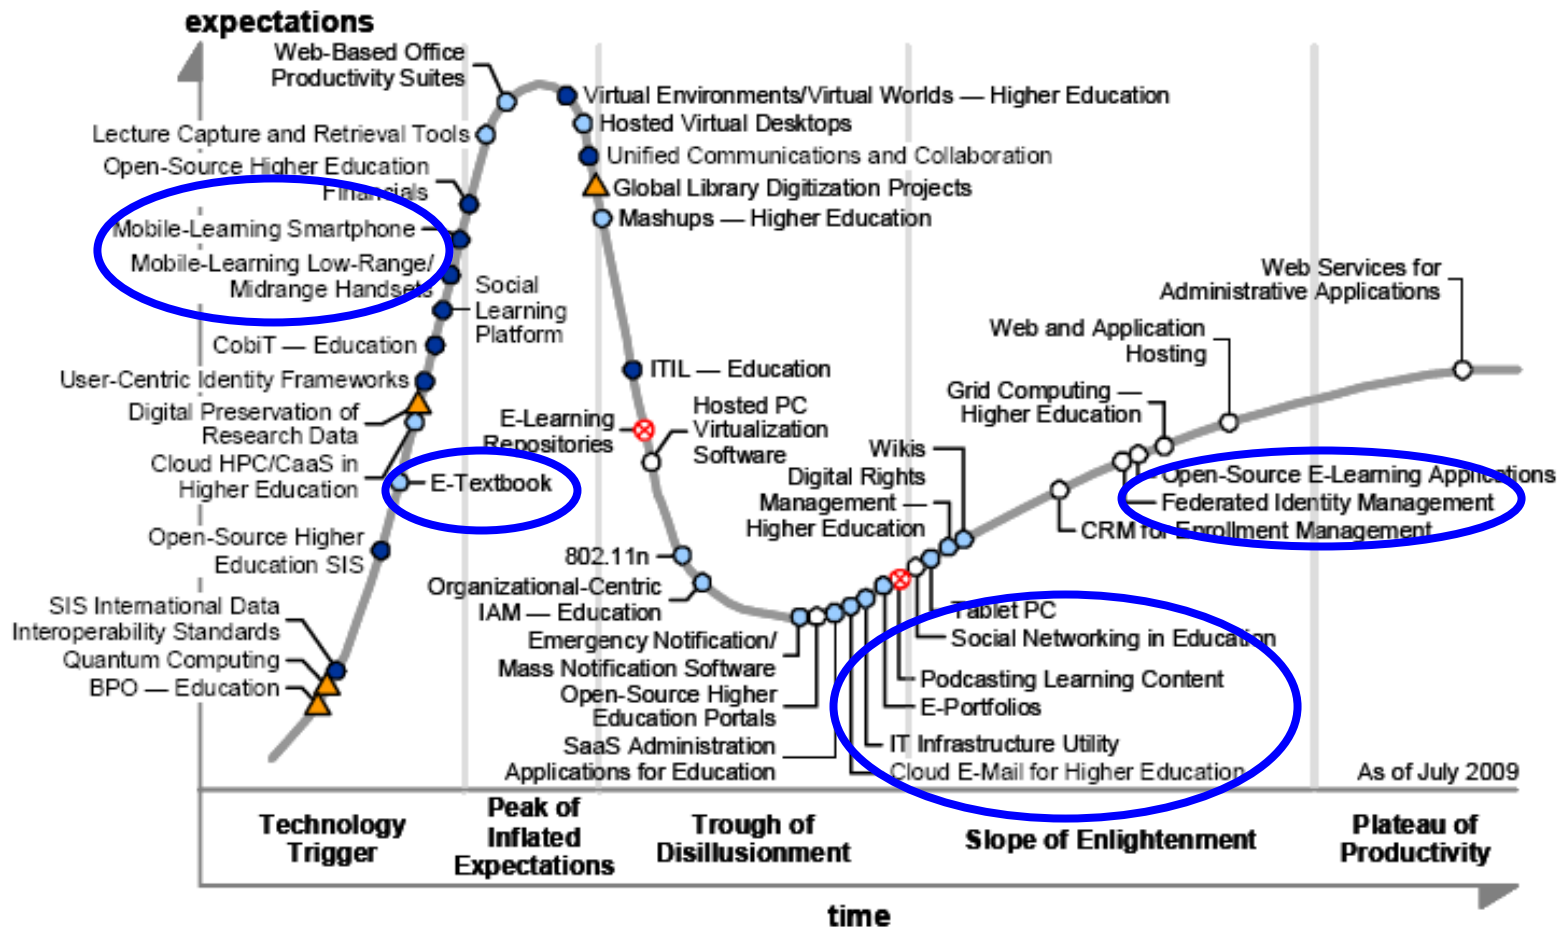 expectations
Web-Based Office
Productivity Suites
Lecture Capture and Retrieval Tools
Open-Source Higher Education
Financials
Mobile-Learning Smartphone
Mobile-Learning Low-Range/
Midrange Handsets
Social
Learning
Platform
CobiT — Education
User-Centric Identity Frameworks
Digital Preservation of
Research Data
Cloud HPC/CaaS in
Higher Education
E-Textbook
Open-Source Higher
Education SIS
SIS International Data
Interoperability Standards
Quantum Computing
BPO — Education
Virtual Environments/Virtual Worlds — Higher Education
Hosted Virtual Desktops
Unified Communications and Collaboration
Global Library Digitization Projects
Mashups — Higher Education
ITIL — Education
E-Learning
Repositories
Hosted PC
Virtualization
Software
802.11n
Organizational-Centric
IAM — Education
Emergency Notification/
Mass Notification Software
Open-Source Higher
Education Portals
SaaS Administration
Applications for Education
Wikis
Digital Rights
Management —
Higher Education
Tablet PC
Social Networking in Education
Podcasting Learning Content
E-Portfolios
IT Infrastructure Utility
Cloud E-Mail for Higher Education
Web Services for
Administrative Applications
Web and Application
Hosting
Grid Computing —
Higher Education
Open-Source E-Learning Applications
Federated Identity Management
CRM for Enrollment Management
As of July 2009
Technology
Trigger
Peak of
Inflated
Expectations
Trough of
Disillusionment
Slope of Enlightenment
Plateau of
Productivity
time